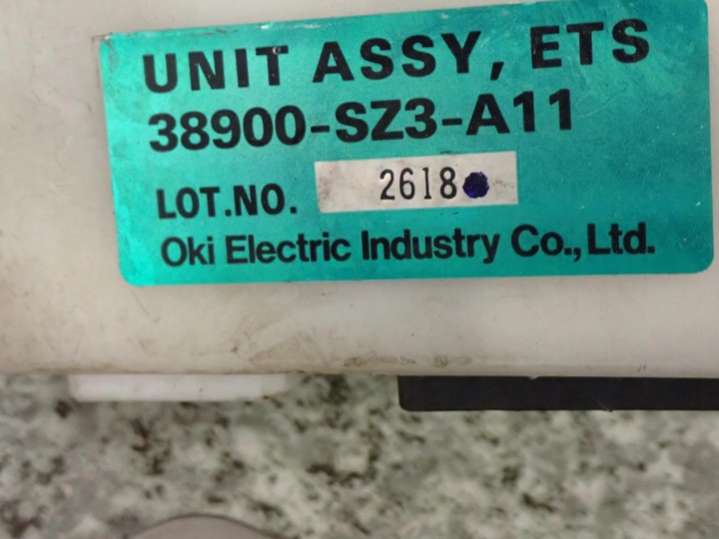 UNIT ASSY, ETS
38900-SZ3-A11
LOT.NO. 2618
Oki Electric Industry Co., Ltd.